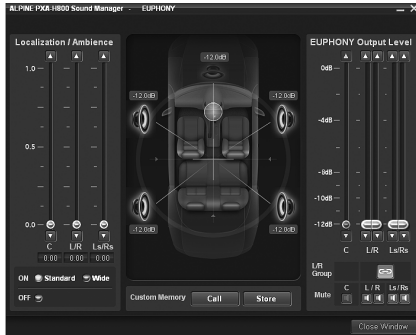 ALPINE PXA-H800 Sound Manager - EUPHONY
Localization / Ambience
1.0
0.5
0.0
C L/R Ls/Rs
0.00 0.00 0.00
ON Standard Wide
OFF
-12.0dB
-12.0dB -12.0dB
-12.0dB -12.0dB
Custom Memory Call Store
EUPHONY Output Level
0dB
-4dB
-8dB
-10dB
-12dB
C L/R Ls/Rs
L/R Group
Mute C L / R Ls / Rs
Close Window